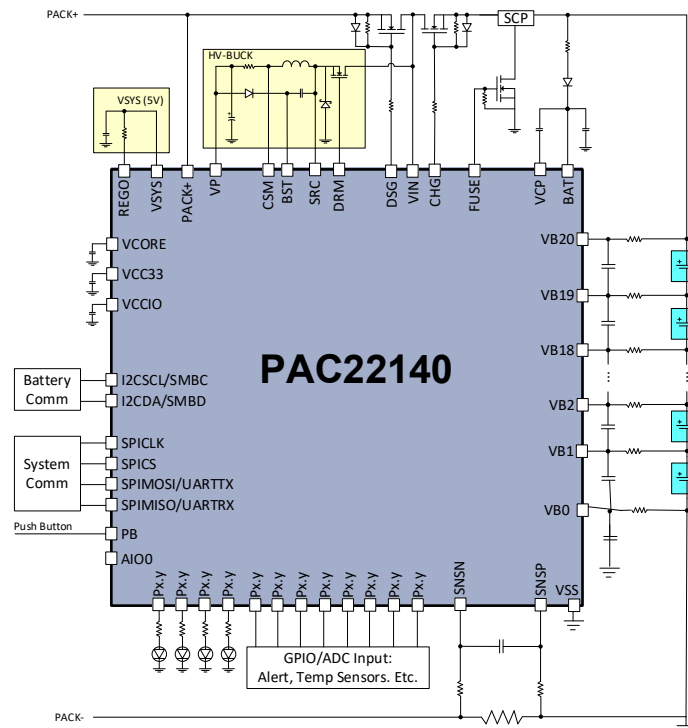 PACK+
SCP
HV-BUCK
VSYS (5V)
REGO
VSYS
PACK+
VP
CSM
BST
SRC
DRM
DSG
VIN
CHG
FUSE
VCP
BAT
VCORE
VCC33
VCCIO
VB20
VB19
VB18
VB2
VB1
VB0
PAC22140
Battery
Comm
I2CSCL/SMBC
I2CDA/SMBD
System
Comm
SPICLK
SPICS
SPIMOSI/UARTTX
SPIMISO/UARTRX
Push Button
PB
AIO0
Px.y
Px.y
Px.y
Px.y
Px.y
Px.y
Px.y
Px.y
Px.y
Px.y
Px.y
Px.y
SNSN
SNSP
VSS
GPIO/ADC Input:
Alert, Temp Sensors. Etc.
PACK-